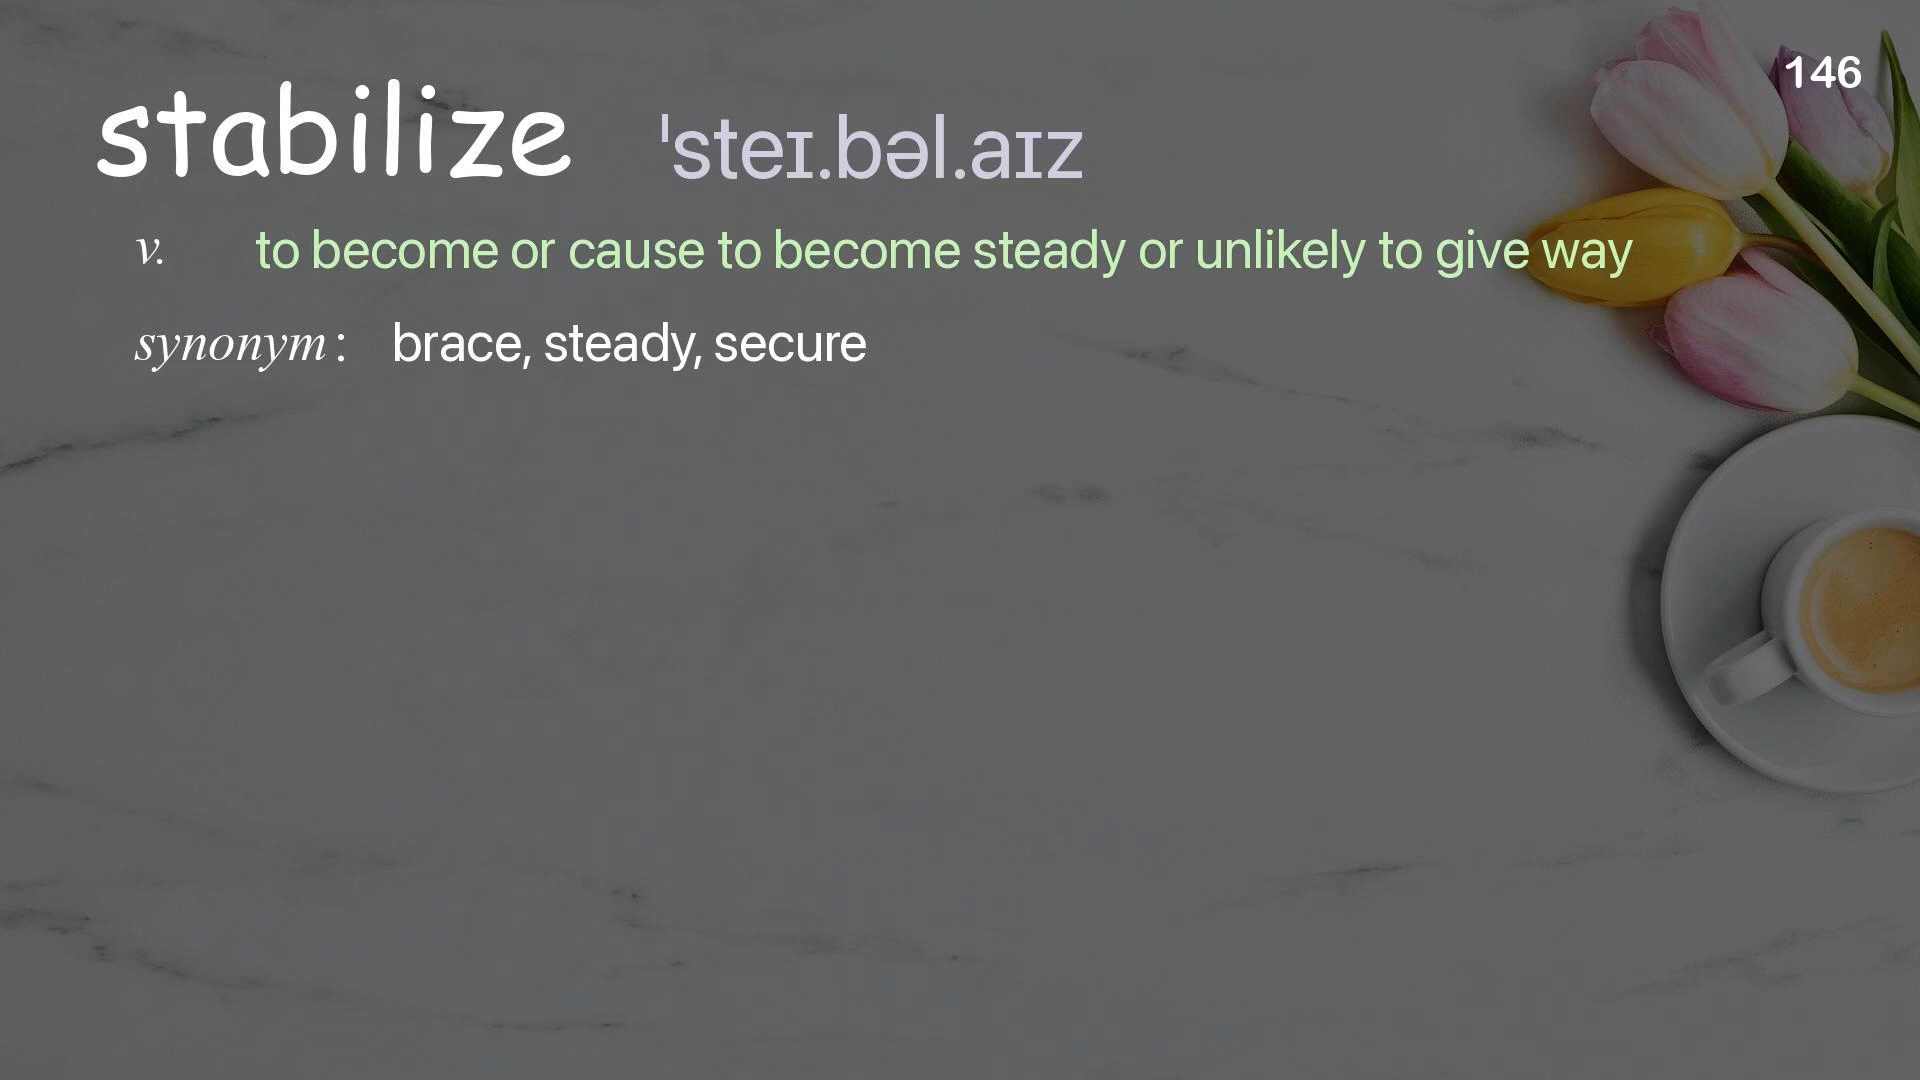 146
stabilize ˈsteɪ.bəl.aɪz
v. to become or cause to become steady or unlikely to give way
synonym: brace, steady, secure